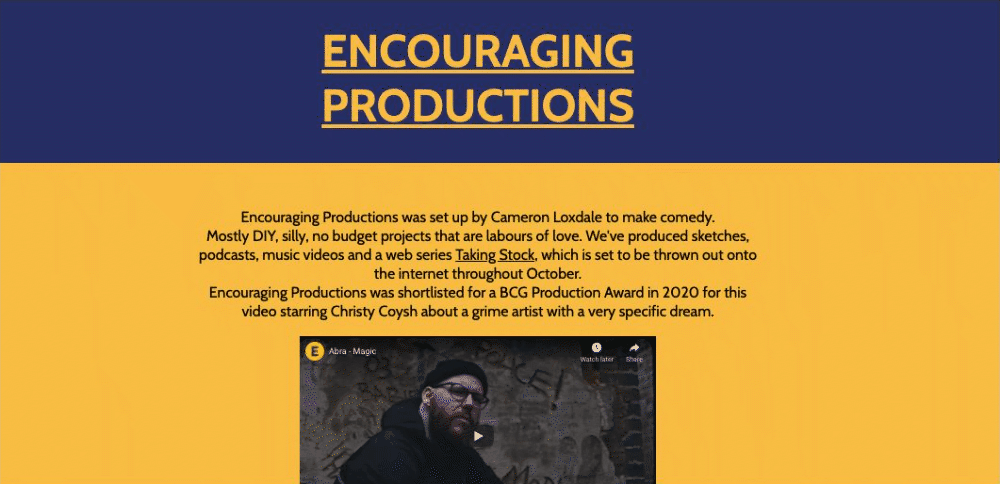 ENCOURAGING
PRODUCTIONS
Encouraging Productions was set up by Cameron Loxdale to make comedy.
Mostly DIY, silly, no budget projects that are labours of love. We've produced sketches,
podcasts, music videos and a web series Taking Stock, which is set to be thrown out onto
the internet throughout October.
Encouraging Productions was shortlisted for a BCG Production Award in 2020 for this
video starring Christy Coysh about a grime artist with a very specific dream.
E
Abra - Magic
Watch later
Share